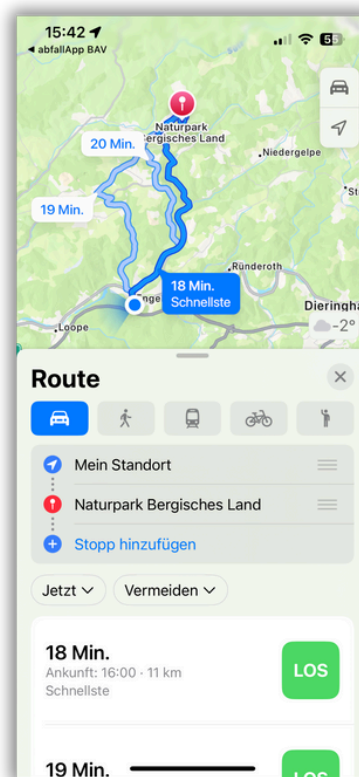 15:42
55
◀ abfallApp BAV
Naturpark
Bergisches Land
20 Min.
Niedergelpe
19 Min.
18 Min.
Schnellste
Ründeroth
Loope
-2°
Route
Mein Standort
Naturpark Bergisches Land
Stopp hinzufügen
Jetzt
Vermeiden
18 Min.
Ankunft: 16:00 · 11 km
Schnellste
LOS
19 Min.
LOS